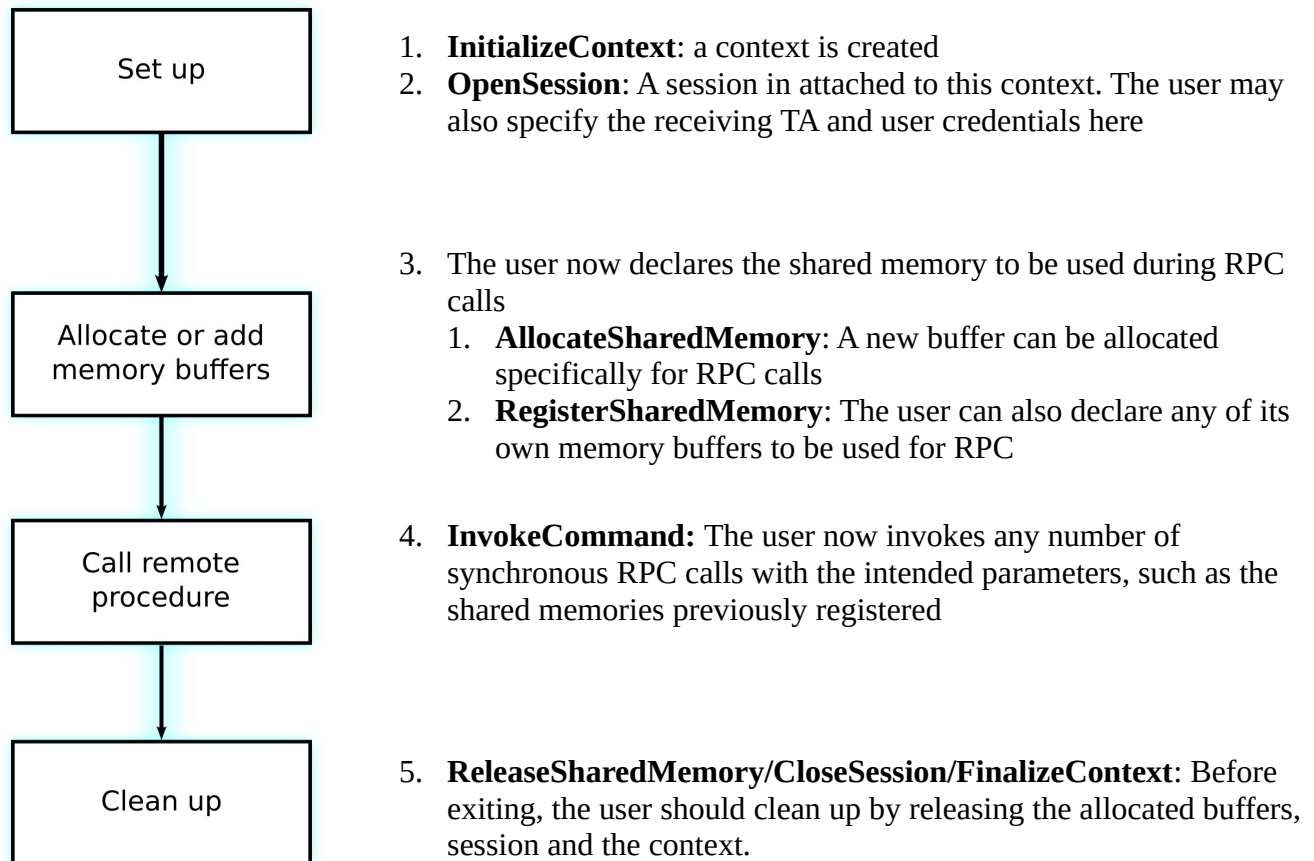 Set up
1. InitializeContext: a context is created
2. OpenSession: A session in attached to this context. The user may
also specify the receiving TA and user credentials here
Allocate or add
memory buffers
3. The user now declares the shared memory to be used during RPC
calls
1. AllocateSharedMemory: A new buffer can be allocated
specifically for RPC calls
2. RegisterSharedMemory: The user can also declare any of its
own memory buffers to be used for RPC
Call remote
procedure
4. InvokeCommand: The user now invokes any number of
synchronous RPC calls with the intended parameters, such as the
shared memories previously registered
Clean up
5. ReleaseSharedMemory/CloseSession/FinalizeContext: Before
exiting, the user should clean up by releasing the allocated buffers,
session and the context.